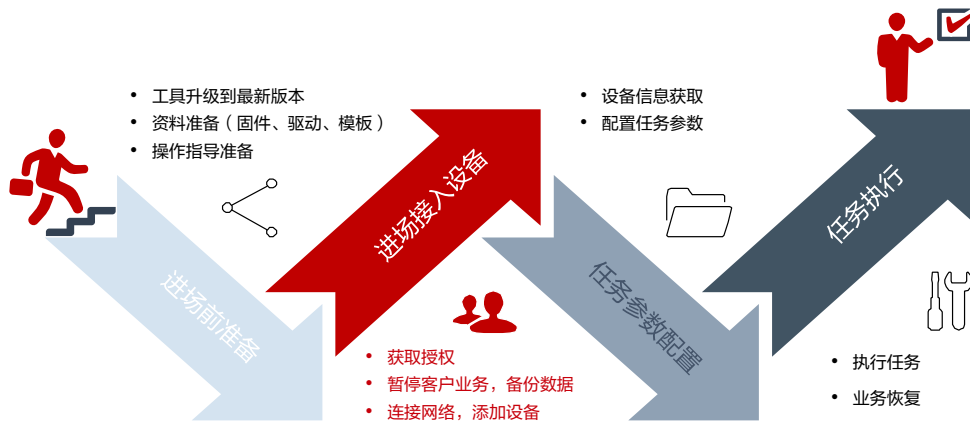 • 工具升级到最新版本
• 资料准备（固件、驱动、模板）
• 操作指导准备
进场前准备
进场接入设备
• 获取授权
• 暂停客户业务，备份数据
• 连接网络，添加设备
• 设备信息获取
• 配置任务参数
任务参数配置
任务执行
• 执行任务
• 业务恢复